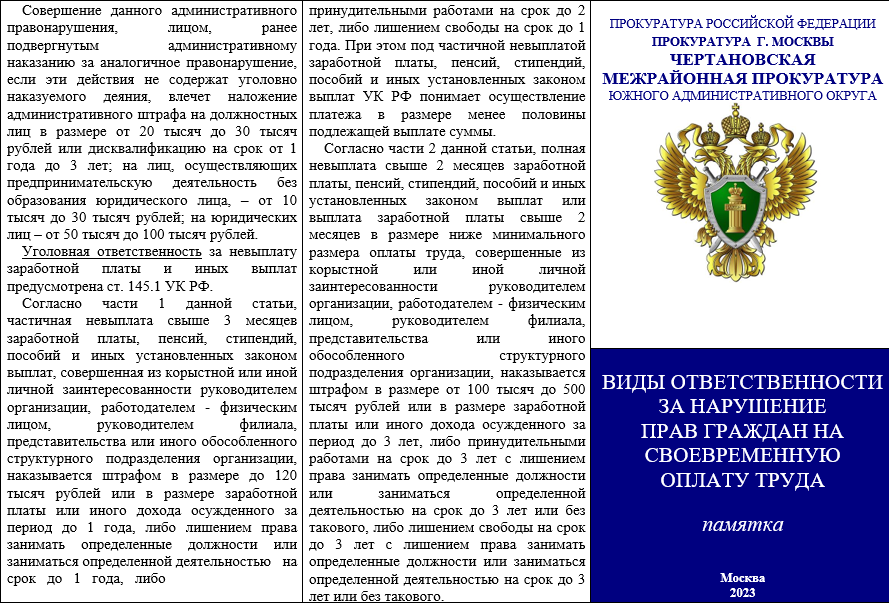 Совершение данного административного
правонарушения, лицом, ранее
подвергнутым административному
наказанию за аналогичное правонарушение,
если эти действия не содержат уголовно
наказуемого деяния, влечет наложение
административного штрафа на должностных
лиц в размере от 20 тысяч до 30 тысяч
рублей или дисквалификацию на срок от 1
года до 3 лет; на лиц, осуществляющих
предпринимательскую деятельность без
образования юридического лица, – от 10
тысяч до 30 тысяч рублей; на юридических
лиц – от 50 тысяч до 100 тысяч рублей.
Уголовная ответственность за невыплату
заработной платы и иных выплат
предусмотрена ст. 145.1 УК РФ.
Согласно части 1 данной статьи,
частичная невыплата свыше 3 месяцев
заработной платы, пенсий, стипендий,
пособий и иных установленных законом
выплат, совершенная из корыстной или иной
личной заинтересованности руководителем
организации, работодателем - физическим
лицом, руководителем филиала,
представительства или иного обособленного
структурного подразделения организации,
наказывается штрафом в размере до 120
тысяч рублей или в размере заработной
платы или иного дохода осужденного за
период до 1 года, либо лишением права
занимать определенные должности или
заниматься определенной деятельностью на
срок до 1 года, либо
принудительными работами на срок до 2
лет, либо лишением свободы на срок до 1
года. При этом под частичной невыплатой
заработной платы, пенсий, стипендий,
пособий и иных установленных законом
выплат УК РФ понимает осуществление
платежа в размере менее половины
подлежащей выплате суммы.
Согласно части 2 данной статьи, полная
невыплата свыше 2 месяцев заработной
платы, пенсий, стипендий, пособий и иных
установленных законом выплат или
выплата заработной платы свыше 2
месяцев в размере ниже минимального
размера оплаты труда, совершенные из
корыстной или иной личной
заинтересованности руководителем
организации, работодателем - физическим
лицом, руководителем филиала,
представительства или иного
обособленного структурного
подразделения организации, наказывается
штрафом в размере от 100 тысяч до 500
тысяч рублей или в размере заработной
платы или иного дохода осужденного за
период до 3 лет, либо принудительными
работами на срок до 3 лет с лишением
права занимать определенные должности
или заниматься определенной
деятельностью на срок до 3 лет или без
такового, либо лишением свободы на срок
до 3 лет с лишением права занимать
определенные должности или заниматься
определенной деятельностью на срок до 3
лет или без такового.
ПРОКУРАТУРА РОССИЙСКОЙ ФЕДЕРАЦИИ
ПРОКУРАТУРА Г. МОСКВЫ
ЧЕРТАНОВСКАЯ
МЕЖРАЙОННАЯ ПРОКУРАТУРА
ЮЖНОГО АДМИНИСТРАТИВНОГО ОКРУГА
ВИДЫ ОТВЕТСТВЕННОСТИ
ЗА НАРУШЕНИЕ
ПРАВ ГРАЖДАН НА
СВОЕВРЕМЕННУЮ
ОПЛАТУ ТРУДА
памятка
Москва
2023